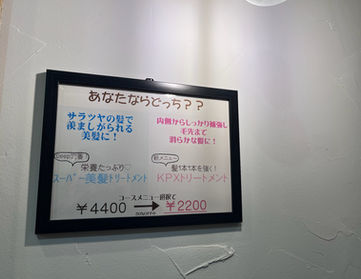 あなたならどっち??
サラツヤの髪で
羨ましがられる
美髪に!
内側からしっかり補強し
毛先まで
滑らかな髪に!
栄養たっぷり♡
スーパー美髪トリートメント
新メニュー
髪1本1本を強く!
KPXトリートメント
コースメニュー選択で
¥4400 → ¥2200